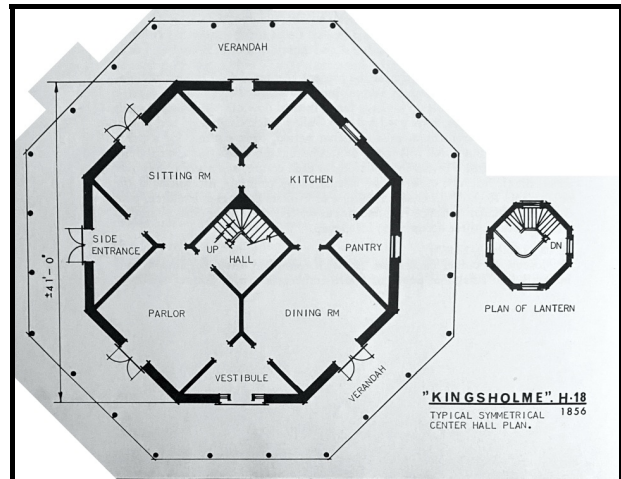 VERANDAH
SITTING RM
KITCHEN
SIDE
ENTRANCE
UP
HALL
PANTRY
DN
±41'-0"
PLAN OF LANTERN
PARLOR
DINING RM
VESTIBULE
VERANDAH
"KINGSHOLME". H-18
1856
TYPICAL SYMMETRICAL
CENTER HALL PLAN.